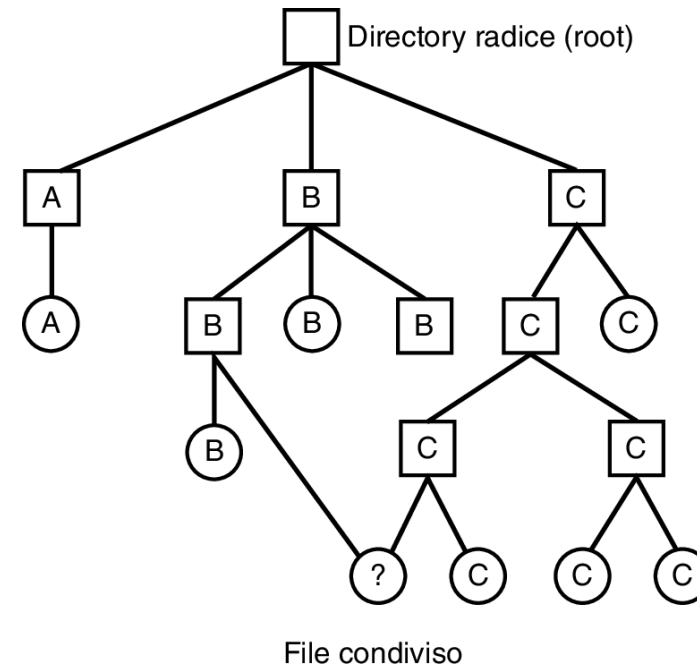 Directory radice (root)
A B C
A B B B C C
B C C
? C C C
File condiviso